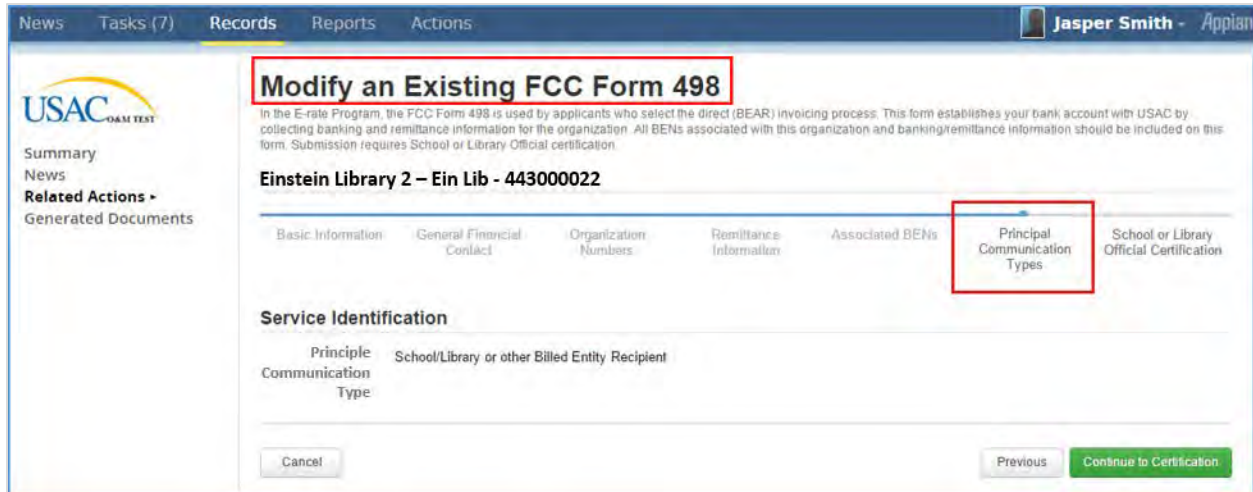 News Tasks (7) Records Reports Actions Jasper Smith - Appian
USAC O&M TEST
Summary
News
Related Actions
Generated Documents
Modify an Existing FCC Form 498
In the E-rate Program, the FCC Form 498 is used by applicants who select the direct (BEAR) invoicing process. This form establishes your bank account with USAC by
collecting banking and remittance information for the organization. All BENs associated with this organization and banking/remittance information should be included on this
form. Submission requires School or Library Official certification.
Einstein Library 2 – Ein Lib - 443000022
Basic Information General Financial Organization Remittance Associated BENs Principal School or Library
Contact Numbers Information Communication Official Certification
Types
Service Identification
Principle School/Library or other Billed Entity Recipient
Communication
Type
Cancel Previous Continue to Certification